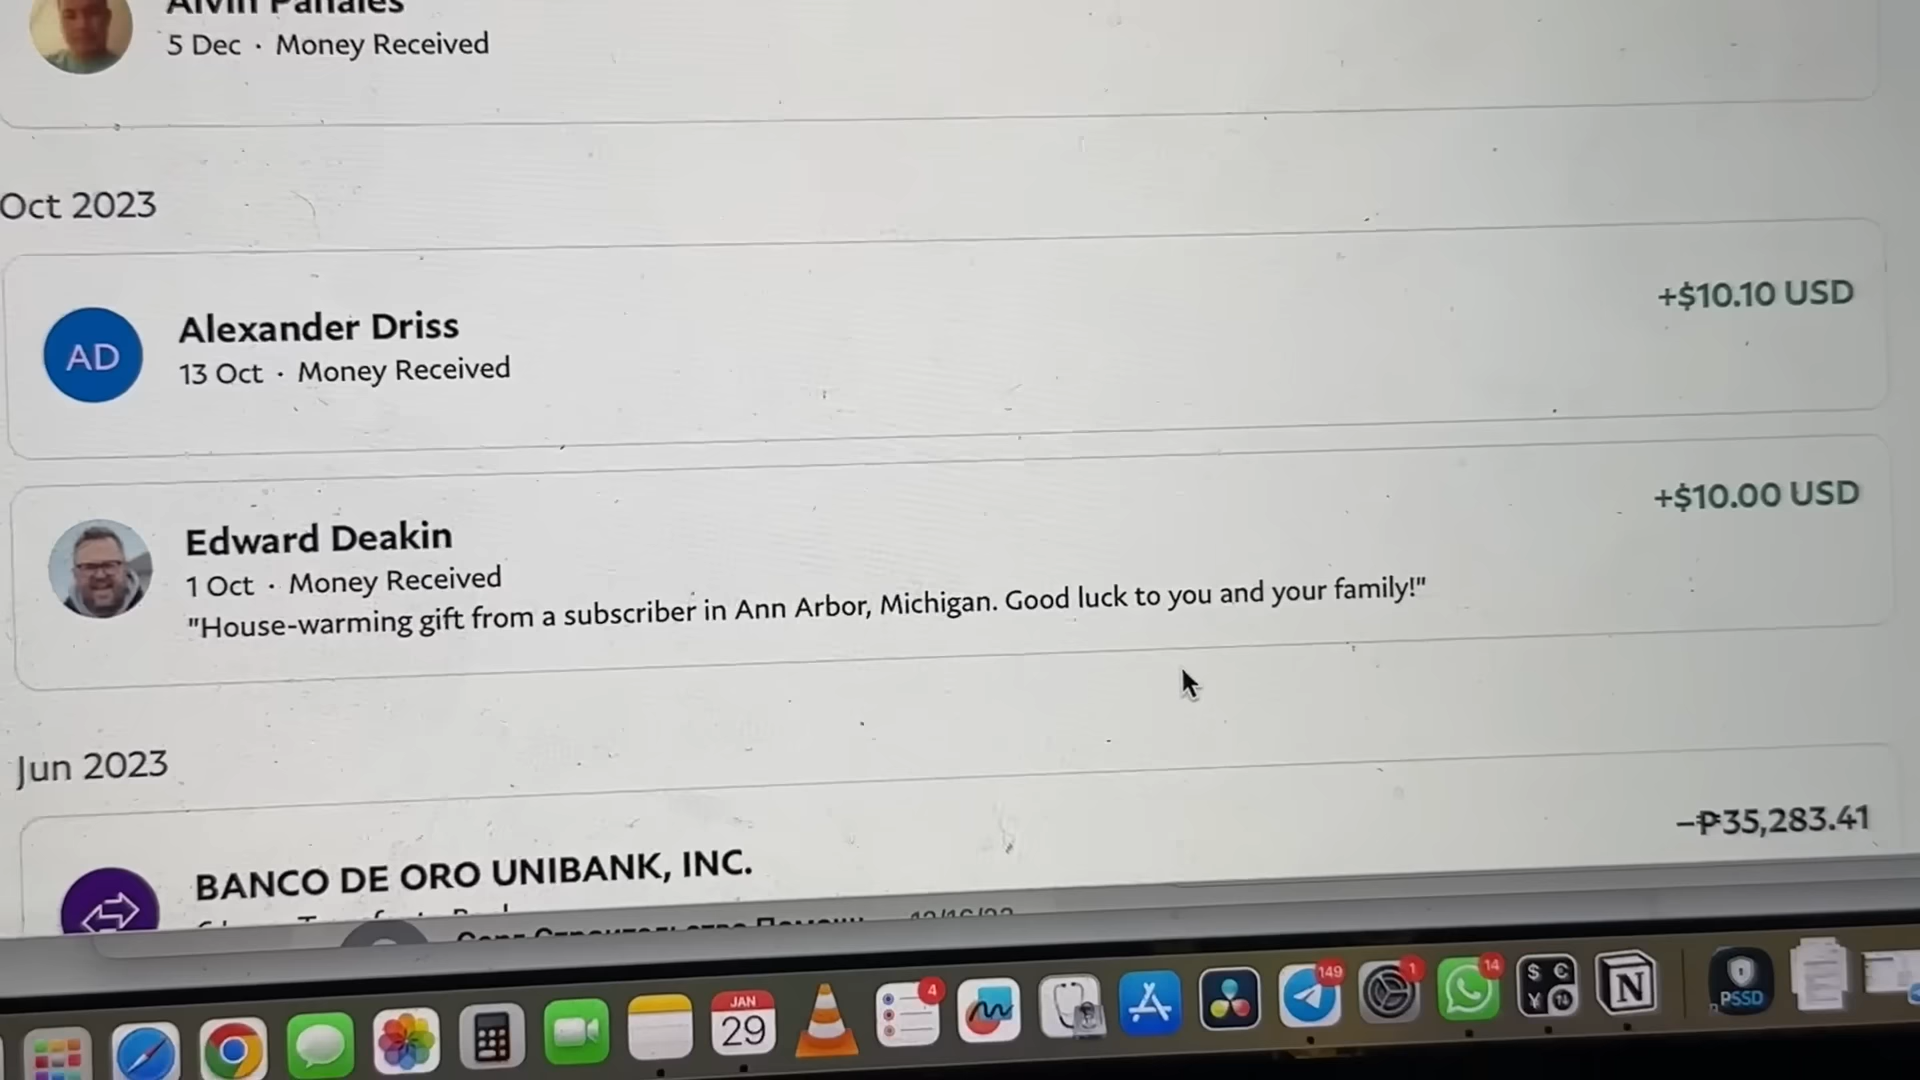 Alvin Panales
5 Dec · Money Received
Oct 2023
AD
Alexander Driss
13 Oct · Money Received
+$10.10 USD
Edward Deakin
1 Oct · Money Received
"House-warming gift from a subscriber in Ann Arbor, Michigan. Good luck to you and your family!"
+$10.00 USD
Jun 2023
BANCO DE ORO UNIBANK, INC.
−₱35,283.41
JAN
29
4
149
1
14
$ €
¥
N
PSSD